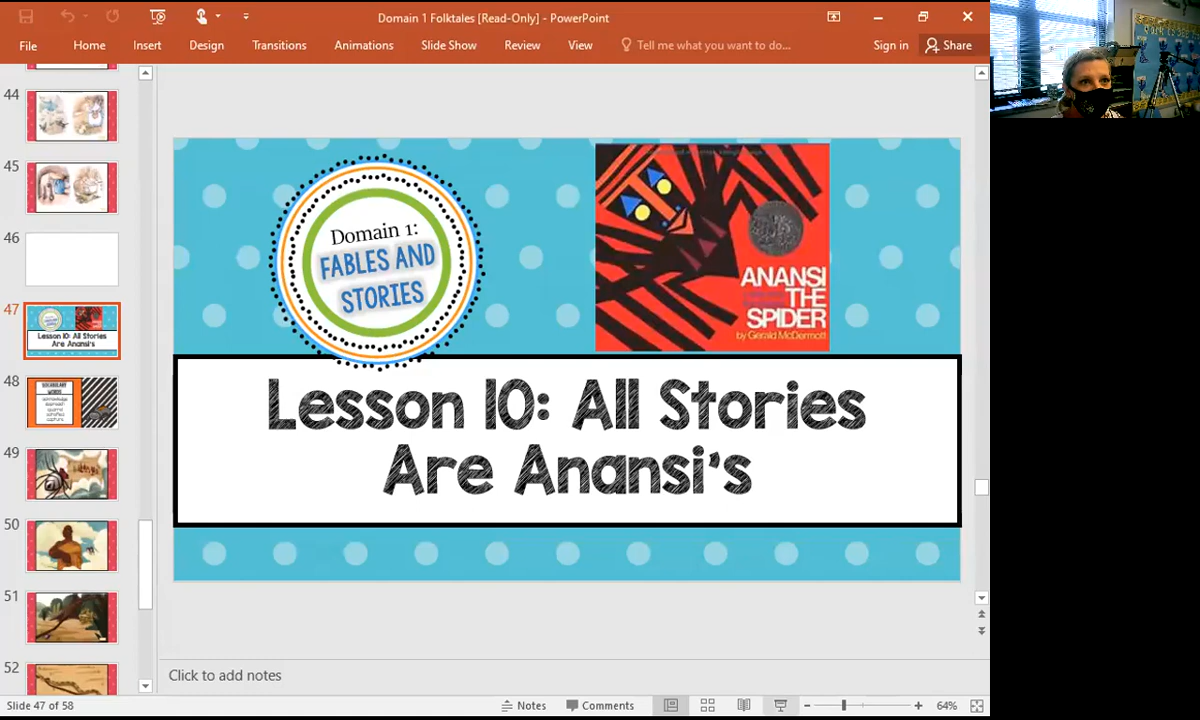 Domain 1 Folktales [Read-Only] - PowerPoint
File Home Insert Design Transitions Animations Slide Show Review View Tell me what you want to do... Sign in Share
44
45
46
47
Lesson 10: All Stories
Are Anansi's
48
VOCABULARY
WORDS
49
50
51
52
Domain 1:
FABLES AND
STORIES
ANANSI
THE
SPIDER
by Gerald McDermott
Lesson 10: All Stories
Are Anansi's
Click to add notes
Slide 47 of 58 Notes Comments 64%